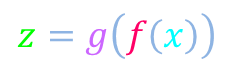 z = g(f(x))